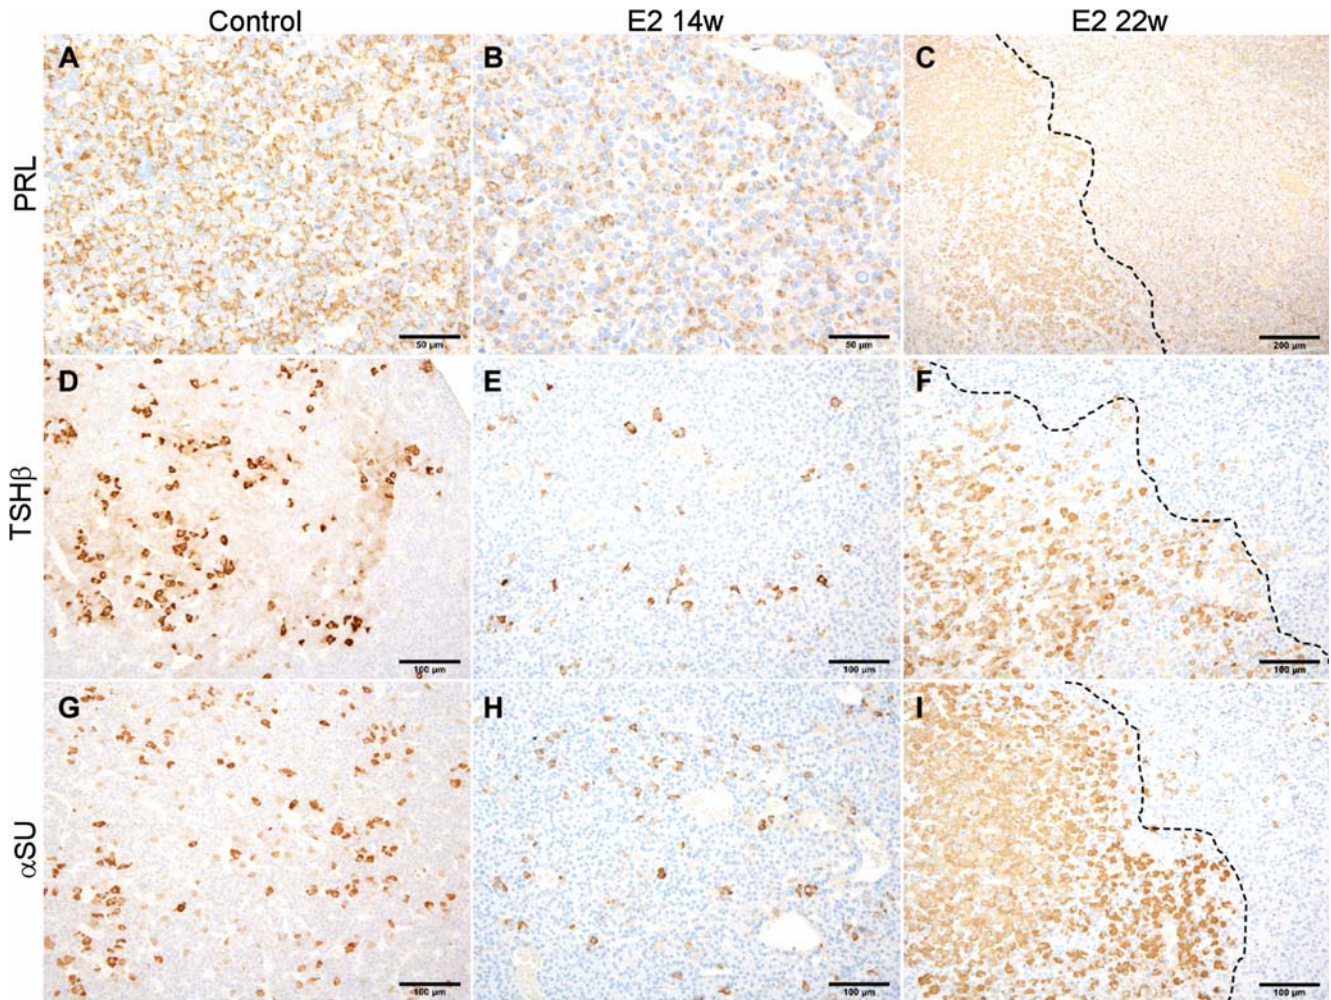 Control E2 14w E2 22w
PRL
A B C
50 µm 50 µm 200 µm
TSHβ
D E F
100 µm 100 µm 100 µm
αSU
G H I
100 µm 100 µm 100 µm